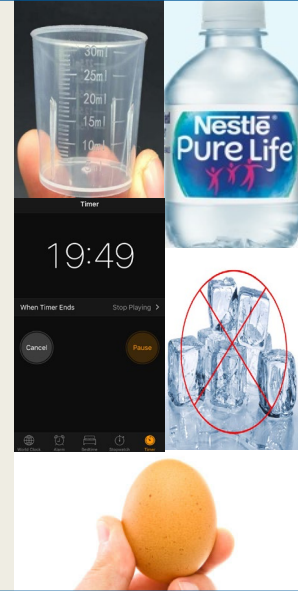 30ml
25ml
20ml
15ml
Nestlé
Pure Life
Timer
19:49
When Timer Ends
Stop Playing >
Cancel
Pause
World Clock
Alarm
Bedtime
Stopwatch
Timer